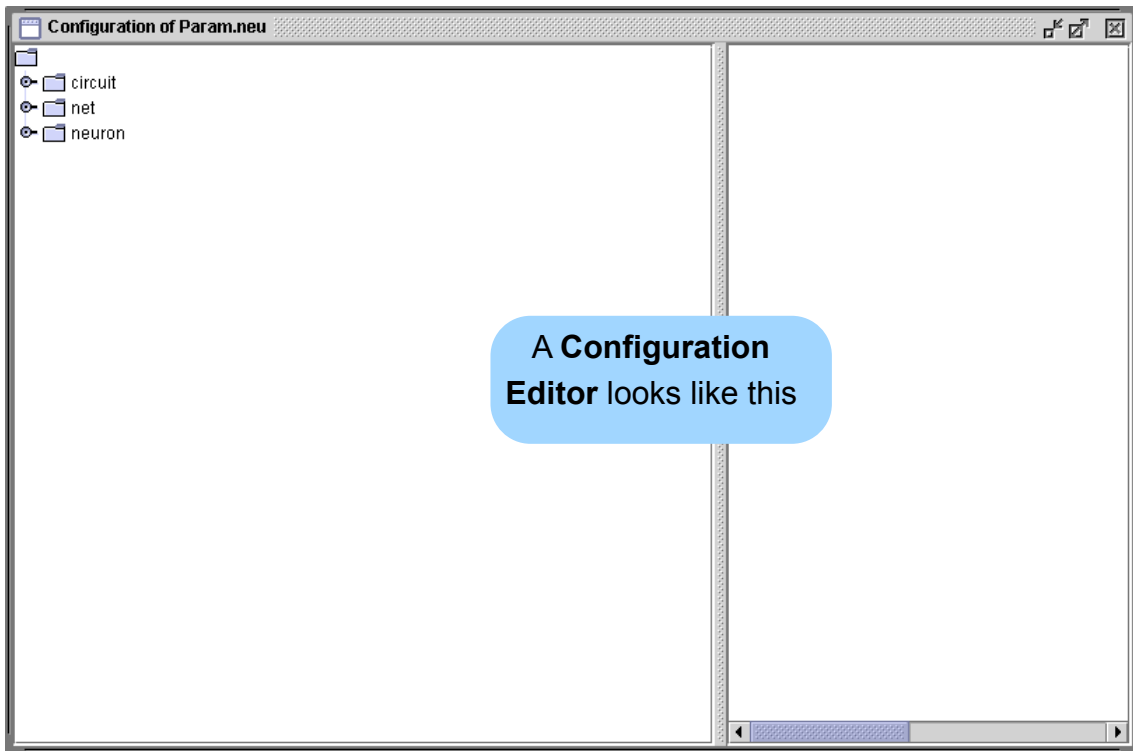 Configuration of Param.neu
circuit
net
neuron
A Configuration
Editor looks like this